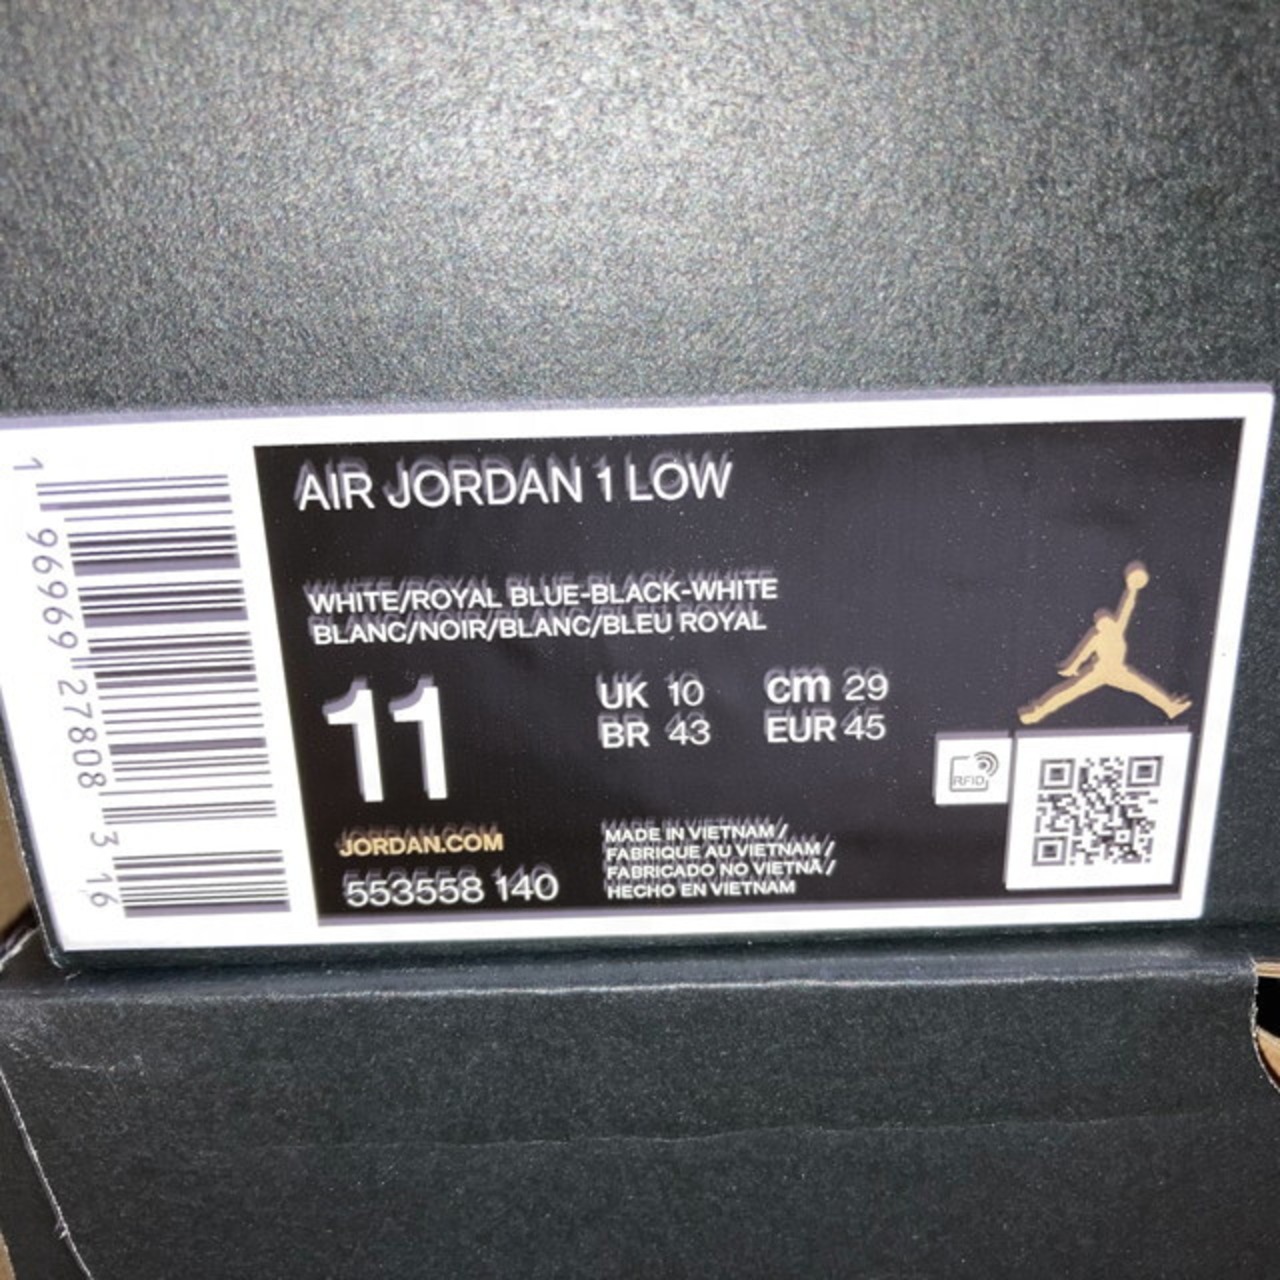 AIR JORDAN 1 LOW
WHITE/ROYAL BLUE-BLACK-WHITE
BLANC/NOIR/BLANC/BLEU ROYAL
11
UK 10 cm 29
BR 43 EUR 45
RFID
JORDAN.COM
553558 140
MADE IN VIETNAM /
FABRIQUE AU VIETNAM /
FABRICADO NO VIETNÃ /
HECHO EN VIETNAM
1 96969 27808 3 16